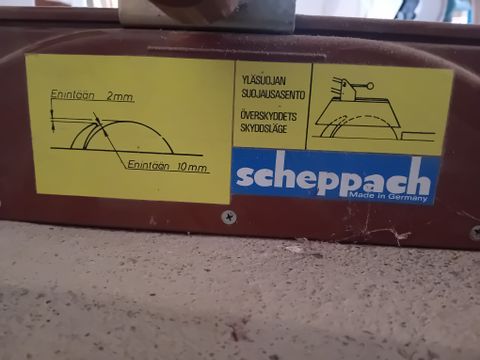 Enintään 2mm
Enintään 10mm
YLÄSUOJAN
SUOJAUSASENTO
ÖVERSKYDDETS
SKYDDSLÄGE
scheppach
Made in Germany